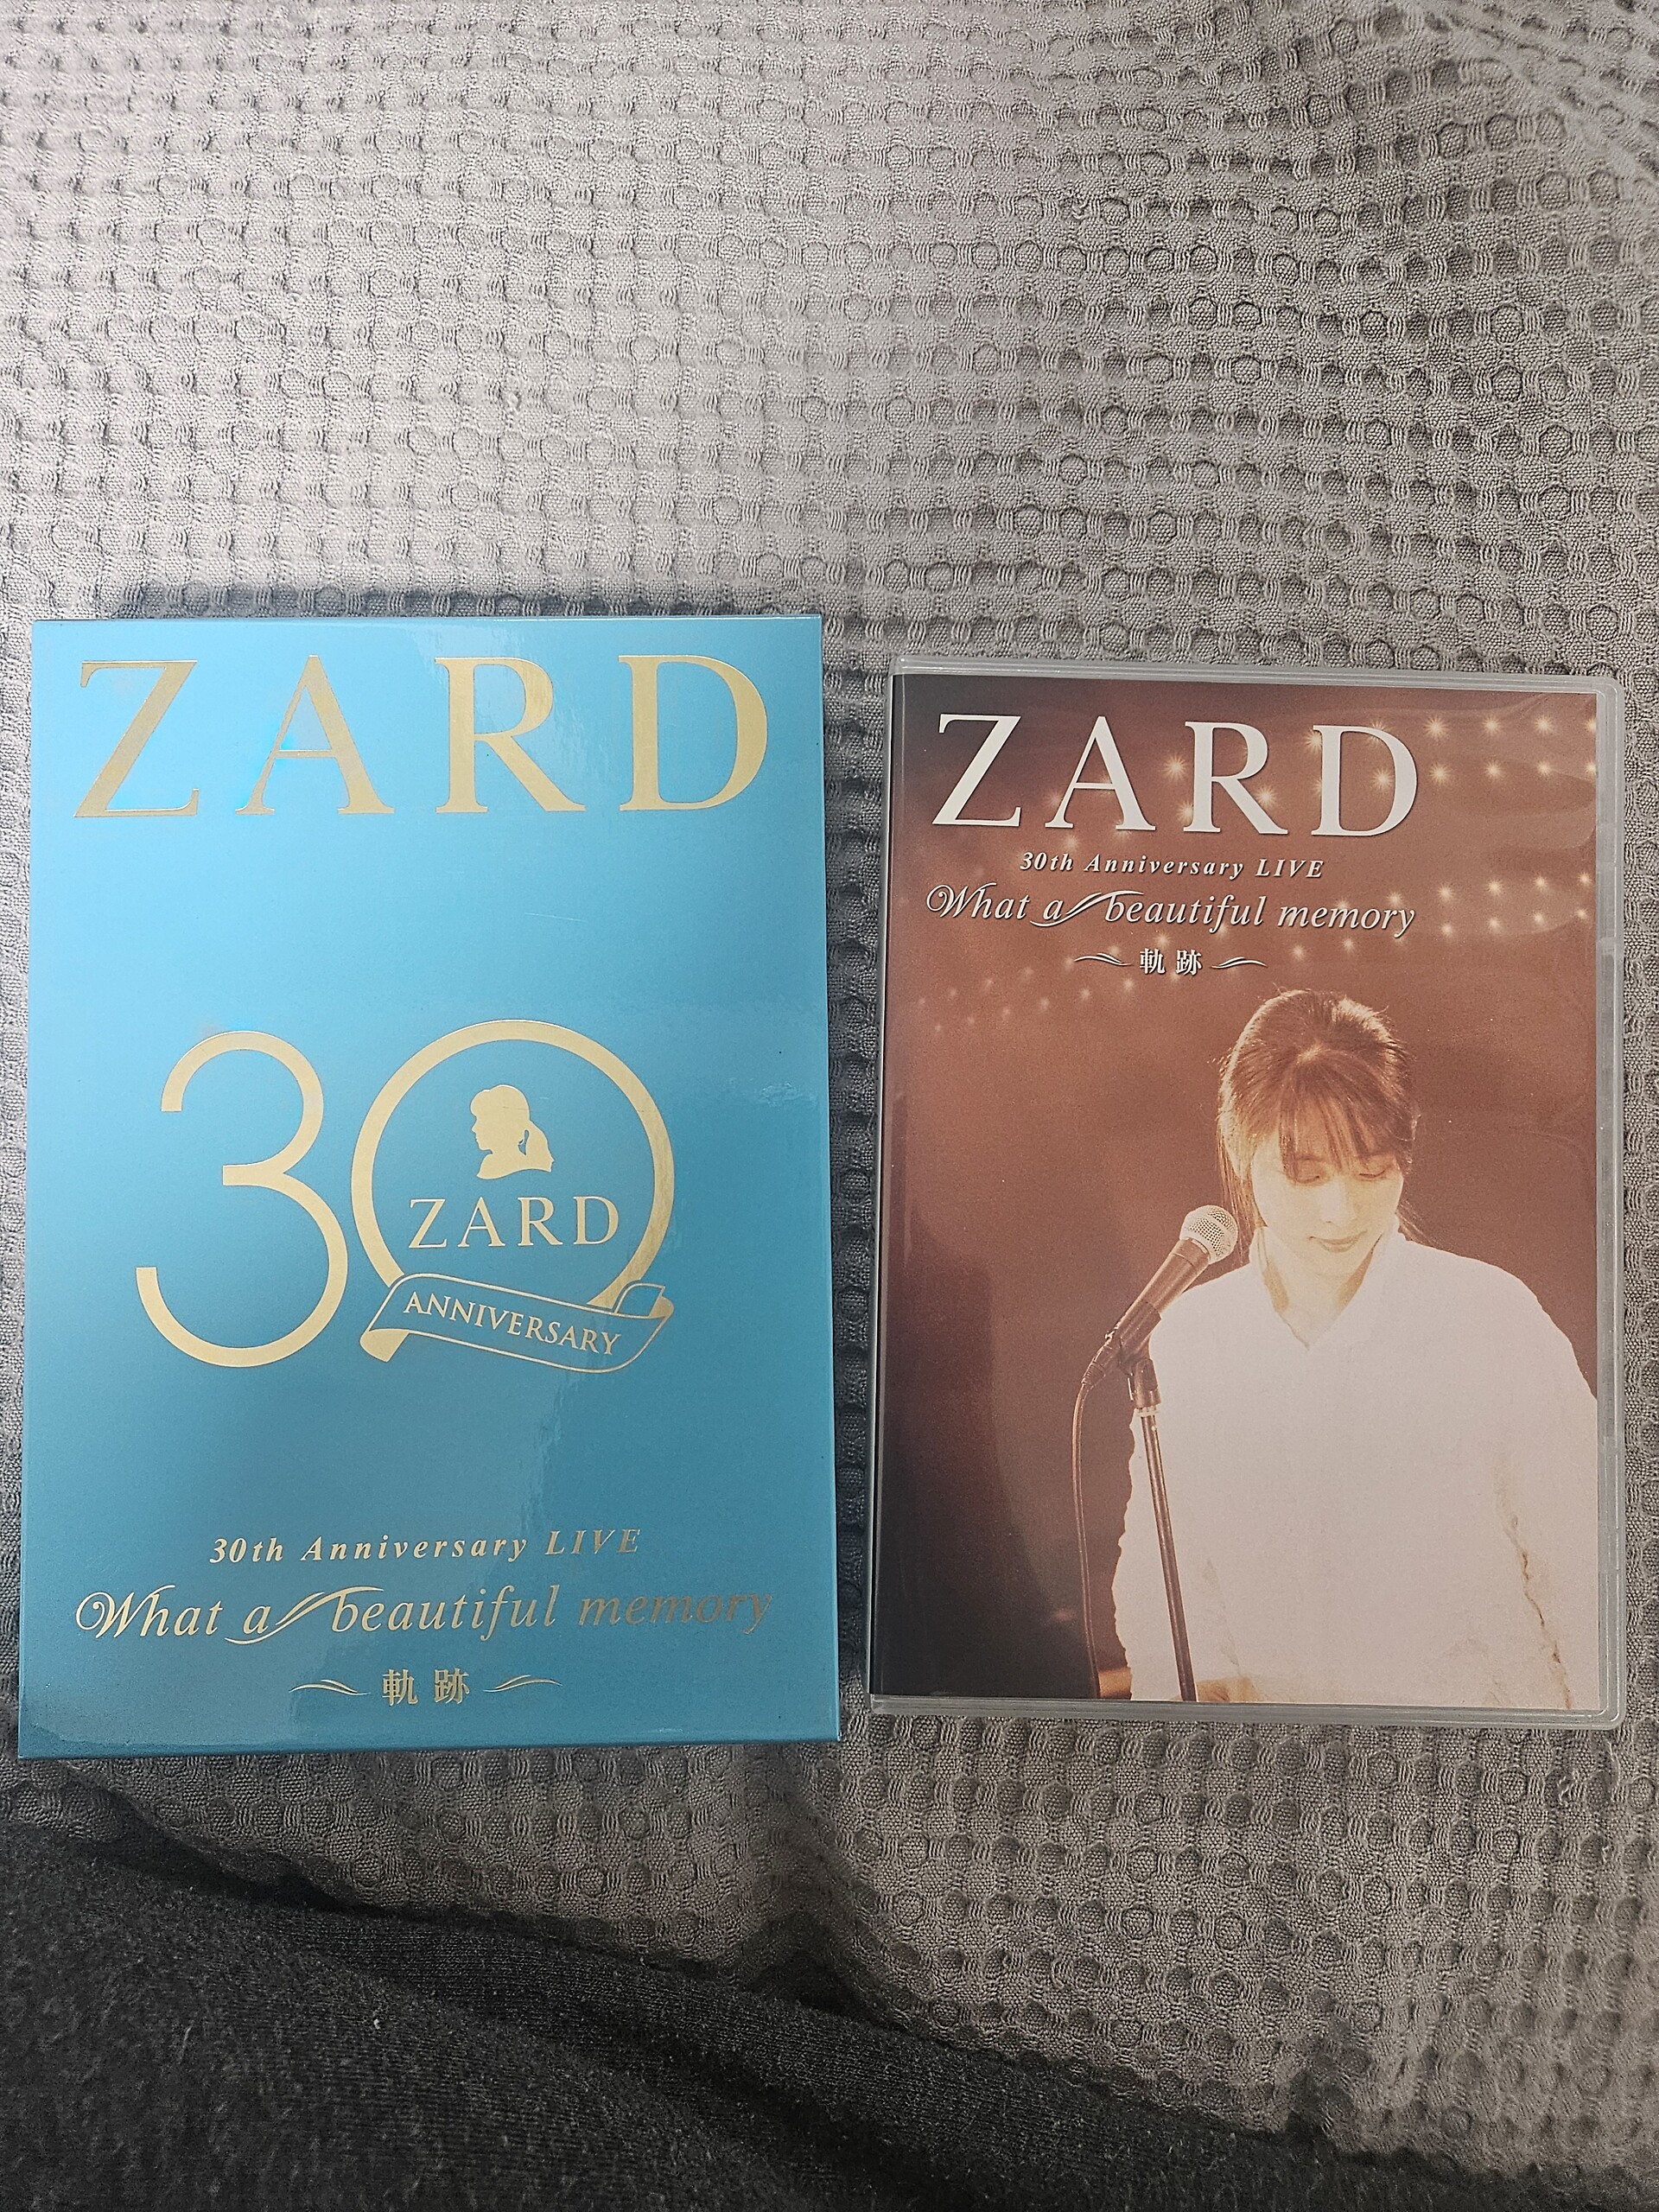 ZARD
30
ZARD
ANNIVERSARY
30th Anniversary LIVE
What a beautiful memory
~軌跡~
ZARD
30th Anniversary LIVE
What a beautiful memory
~軌跡~